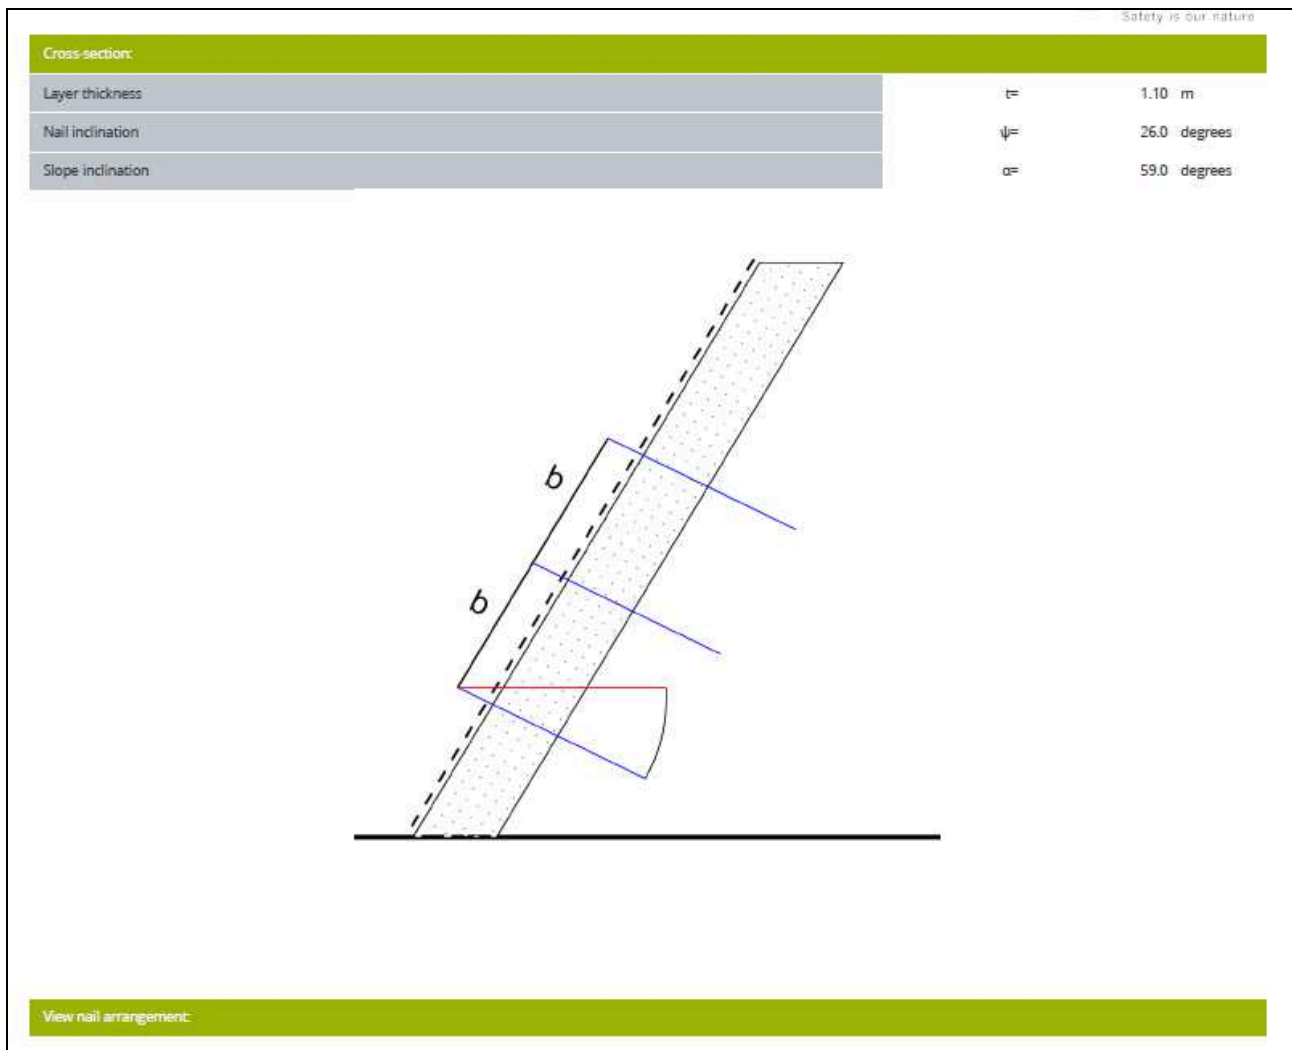 Safety is our nature
Cross-section:
Layer thickness t= 1.10 m
Nail inclination ψ= 26.0 degrees
Slope inclination α= 59.0 degrees
b
b
View nail arrangement: